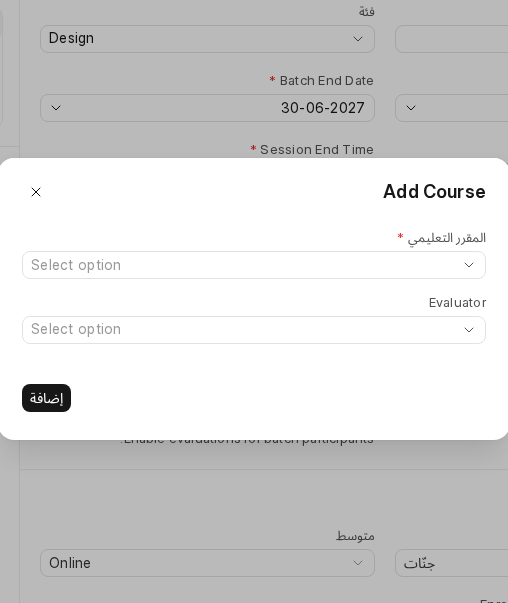 فئة
Design
Batch End Date *
30-06-2027
Session End Time *
Add Course
المقرر التعليمي *
Select option
Evaluator
Select option
إضافة
Enable evaluations for batch participants.
متوسط
جنّات
Online